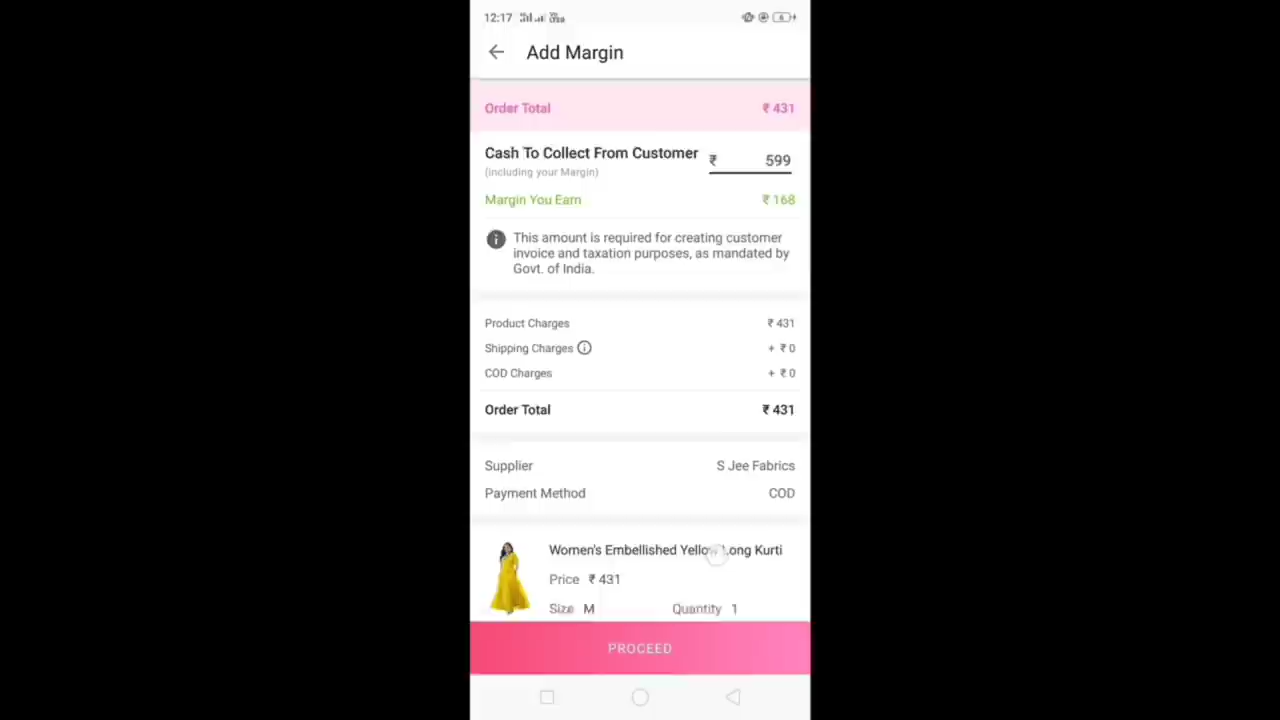 12:17
Add Margin
Order Total ₹ 431
Cash To Collect From Customer ₹ 599
(including your Margin)
Margin You Earn ₹ 168
This amount is required for creating customer
invoice and taxation purposes, as mandated by
Govt. of India.
Product Charges ₹ 431
Shipping Charges + ₹ 0
COD Charges + ₹ 0
Order Total ₹ 431
Supplier S Jee Fabrics
Payment Method COD
Women's Embellished Yellow Long Kurti
Price ₹ 431
Size M Quantity 1
PROCEED